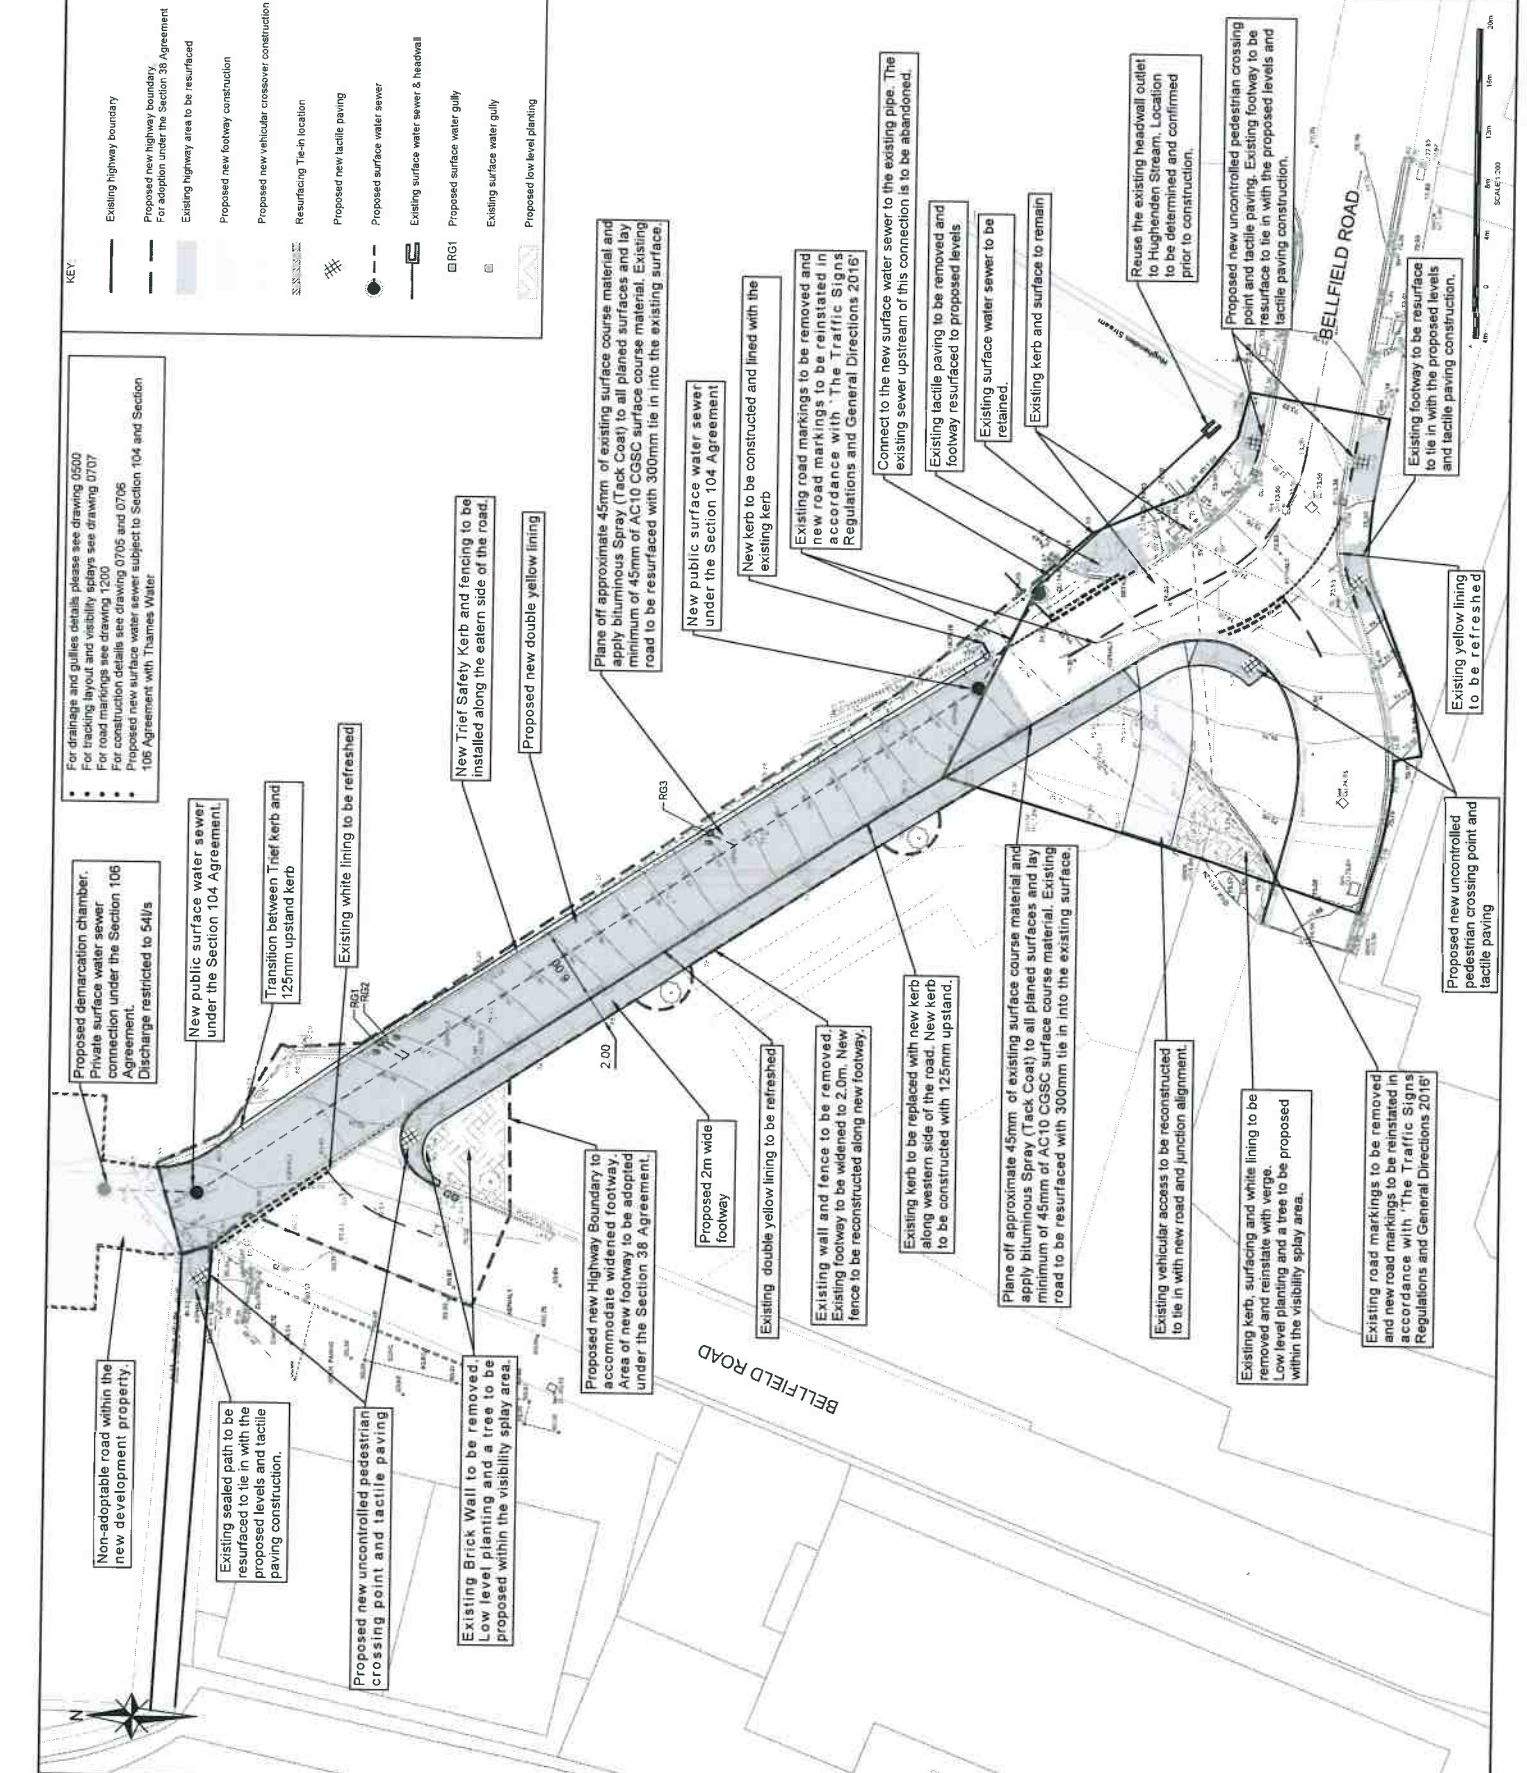 KEY:
Existing highway boundary
Proposed new highway boundary.
For adoption under the Section 38 Agreement
Existing highway area to be resurfaced
Proposed new footway construction
Proposed new vehicular crossover construction
Resurfacing Tie-in location
Proposed new tactile paving
Proposed surface water sewer
Existing surface water sewer & headwall
RG1
Proposed surface water gully
Existing surface water gully
Proposed low level planting
For drainage and gullies details please see drawing 0500
For tracking layout and visibility splays see drawing 0707
For road markings see drawing 1200
For construction details see drawing 0705 and 0706
Proposed new surface water sewer subject to Section 104 and Section
106 Agreement with Thames Water
Proposed demarcation chamber.
Private surface water sewer
connection under the Section 106
Agreement.
Discharge restricted to 54l/s
New public surface water sewer
under the Section 104 Agreement.
Transition between Trief kerb and
125mm upstand kerb
Existing white lining to be refreshed
New Trief Safety Kerb and fencing to be
installed along the eatern side of the road.
Proposed new double yellow lining
Plane off approximate 45mm of existing surface course material and
apply bituminous Spray (Tack Coat) to all planed surfaces and lay
minimum of 45mm of AC10 CGSC surface course material. Existing
road to be resurfaced with 300mm tie in into the existing surface.
New public surface water sewer
under the Section 104 Agreement
New kerb to be constructed and lined with the
existing kerb
Existing road markings to be removed and
new road markings to be reinstated in
accordance with 'The Traffic Signs
Regulations and General Directions 2016'
Connect to the new surface water sewer to the existing pipe. The
existing sewer upstream of this connection is to be abandoned.
Existing tactile paving to be removed and
footway resurfaced to proposed levels
Existing surface water sewer to be
retained.
Existing kerb and surface to remain
Reuse the existing headwall outlet
to Hughenden Stream. Location
to be determined and confirmed
prior to construction.
Proposed new uncontrolled pedestrian crossing
point and tactile paving. Existing footway to be
resurface to tie in with the proposed levels and
tactile paving construction.
Hughenden Stream
BELLFIELD ROAD
Existing footway to be resurface
to tie in with the proposed levels
and tactile paving construction.
Existing yellow lining
to be refreshed
RG1
RG2
RG3
6.00
2.00
Non-adoptable road within the
new development property.
Existing sealed path to be
resurfaced to tie in with the
proposed levels and tactile
paving construction.
Proposed new uncontrolled pedestrian
crossing point and tactile paving
Existing Brick Wall to be removed.
Low level planting and a tree to be
proposed within the visibility splay area.
Proposed new Highway Boundary to
accomodate widened footway.
Area of new footway to be adopted
under the Section 38 Agreement.
Proposed 2m wide
footway
Existing double yellow lining to be refreshed
Existing wall and fence to be removed.
Existing footway to be widened to 2.0m. New
fence to be reconstructed along new footway.
Existing kerb to be replaced with new kerb
along western side of the road. New kerb
to be constructed with 125mm upstand.
Plane off approximate 45mm of existing surface course material and
apply bituminous Spray (Tack Coat) to all planed surfaces and lay
minimum of 45mm of AC10 CGSC surface course material. Existing
road to be resurfaced with 300mm tie in into the existing surface.
Existing vehicular access to be reconstructed
to tie in with new road and junction alignment.
Existing kerb, surfacing and white lining to be
removed and reinstate with verge.
Low level planting and a tree to be proposed
within the visibility splay area.
Existing road markings to be removed
and new road markings to be reinstated in
accordance with 'The Traffic Signs
Regulations and General Directions 2016'
Proposed new uncontrolled
pedestrian crossing point and
tactile paving
BELLFIELD ROAD
N
4m
0
4m
8m
12m
16m
20m
SCALE 1:200